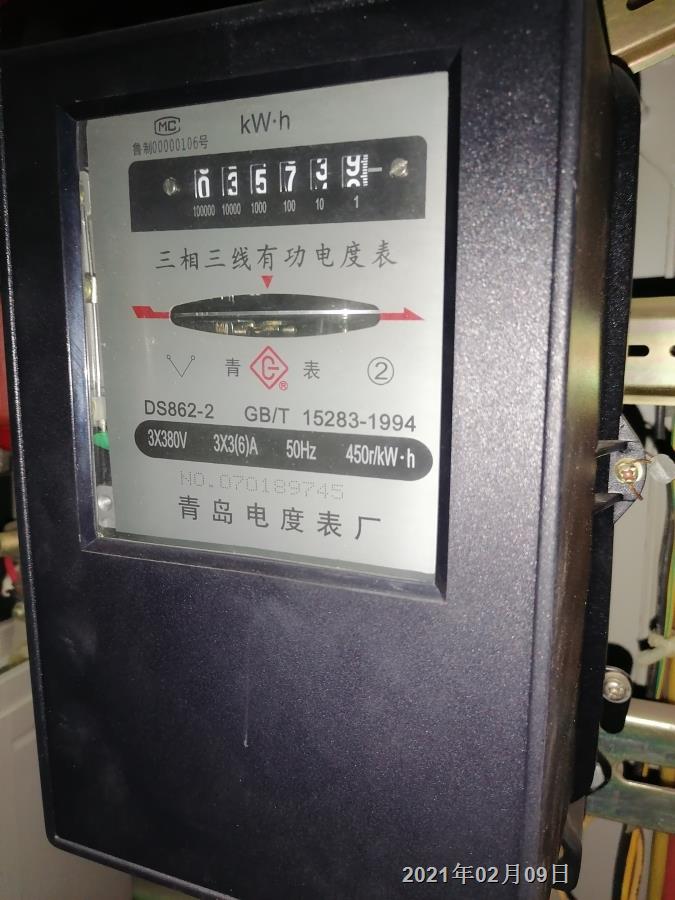 MC
kW·h
鲁制00000106号
0 3 5 7 3 9
100000 10000 1000 100 10 1
三相三线有功电度表
青 G® 表 ②
DS862-2 GB/T 15283-1994
3X380V 3X3(6)A 50Hz 450r/kW·h
NO.070189745
青岛电度表厂
2021年02月09日